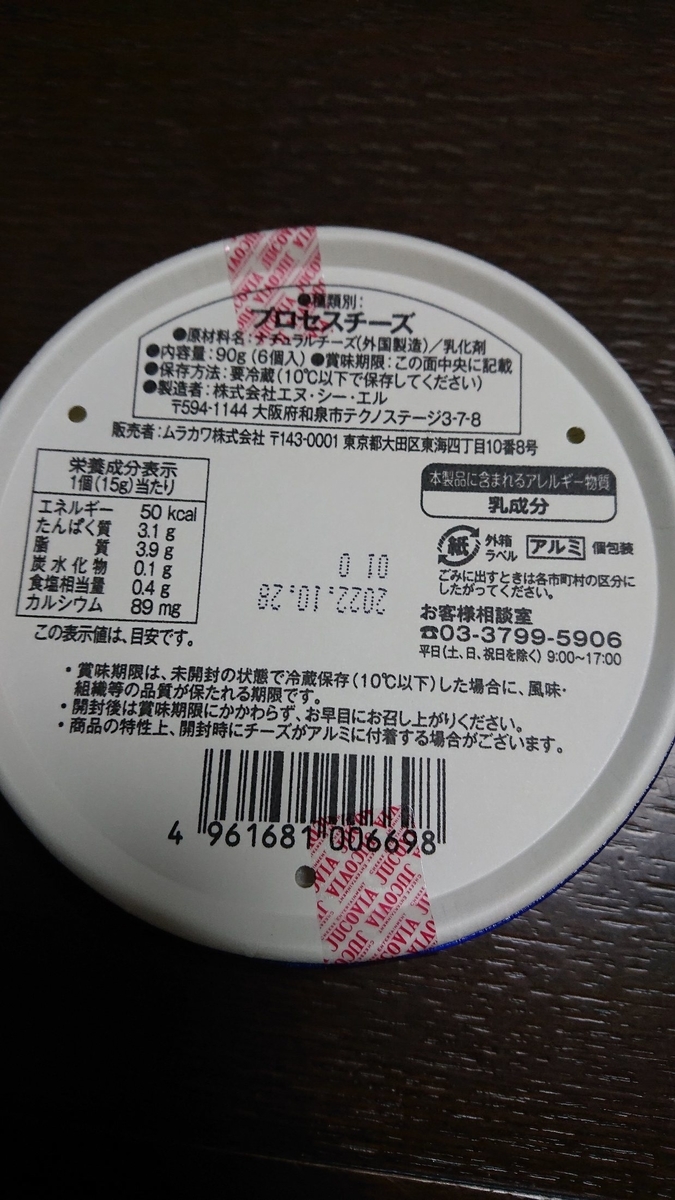 ●種類別:
プロセスチーズ
●原材料名:ナチュラルチーズ(外国製造)/乳化剤
●内容量:90g(6個入)●賞味期限:この面中央に記載
●保存方法:要冷蔵(10℃以下で保存してください)
●製造者:株式会社エヌ・シー・エル
〒594-1144 大阪府和泉市テクノステージ3-7-8
販売者:ムラカワ株式会社 〒143-0001 東京都大田区東海四丁目10番8号
栄養成分表示
1個(15g)当たり
エネルギー 50 kcal
たんぱく質 3.1 g
脂質 3.9 g
炭水化物 0.1 g
食塩相当量 0.4 g
カルシウム 89 mg
この表示値は、目安です。
2022.10.28
01 0
本製品に含まれるアレルギー物質
乳成分
紙 外箱 ラベル アルミ 個包装
ごみに出すときは各市町村の区分に
したがってください。
お客様相談室
☎03-3799-5906
平日(土、日、祝日を除く) 9:00~17:00
・賞味期限は、未開封の状態で冷蔵保存(10℃以下)した場合に、風味・
組織等の品質が保たれる期限です。
・開封後は賞味期限にかかわらず、お早目にお召し上がりください。
・商品の特性上、開封時にチーズがアルミに付着する場合がございます。
4 961681 006698
JUCOVIA JUCOVIA